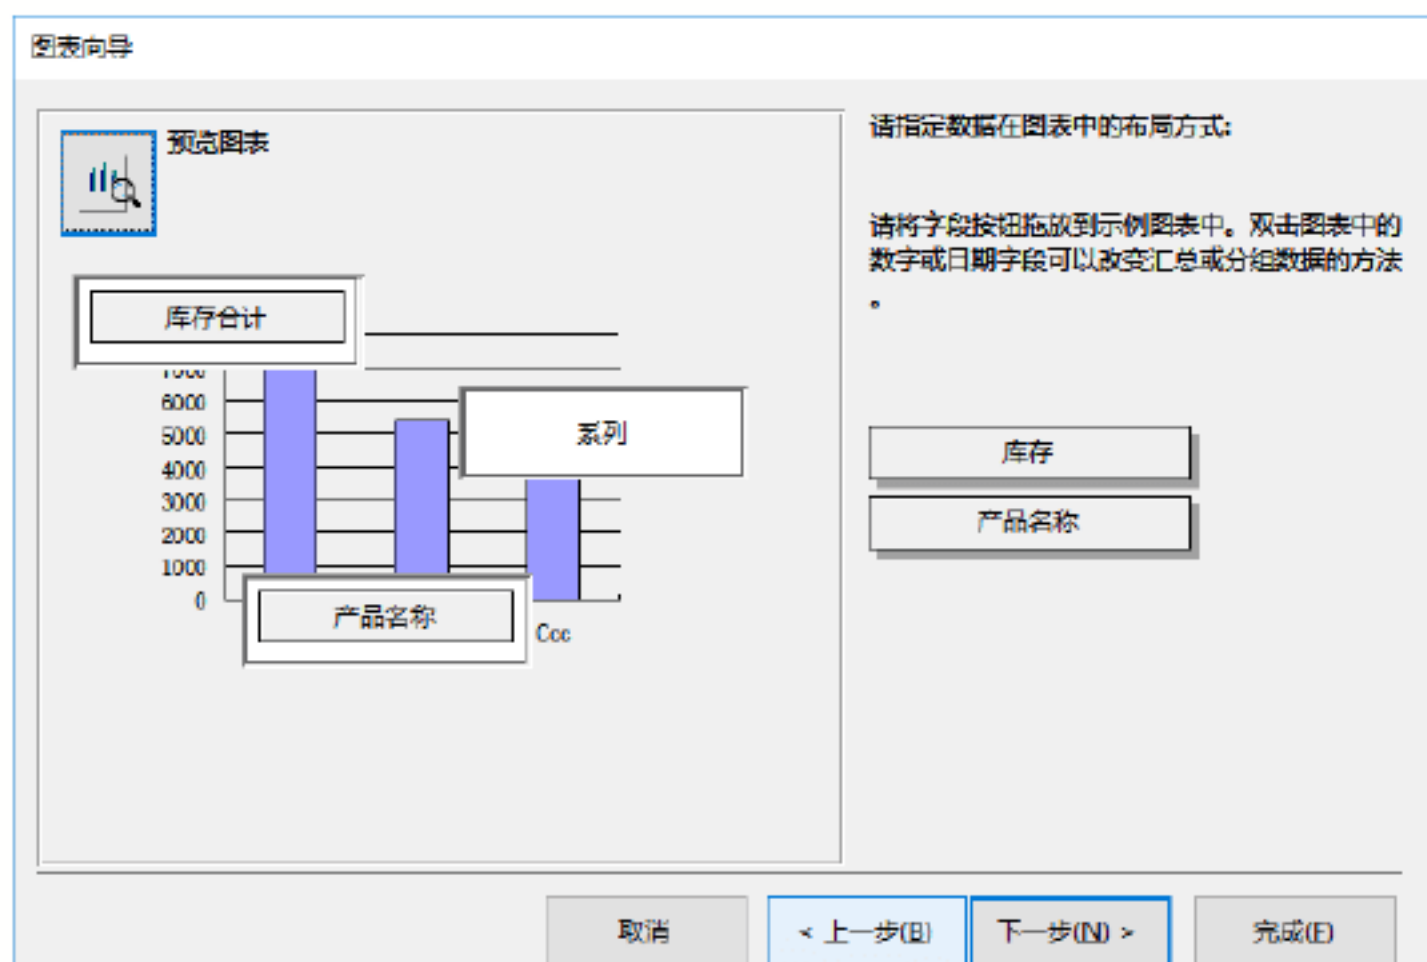 图表向导
预览图表
请指定数据在图表中的布局方式:
请将字段按钮拖放到示例图表中。双击图表中的
数字或日期字段可以改变汇总或分组数据的方法
。
库存合计
7000
6000
5000
4000
3000
2000
1000
0
系列
产品名称
Ccc
库存
产品名称
取消
< 上一步(B)
下一步(N) >
完成(F)